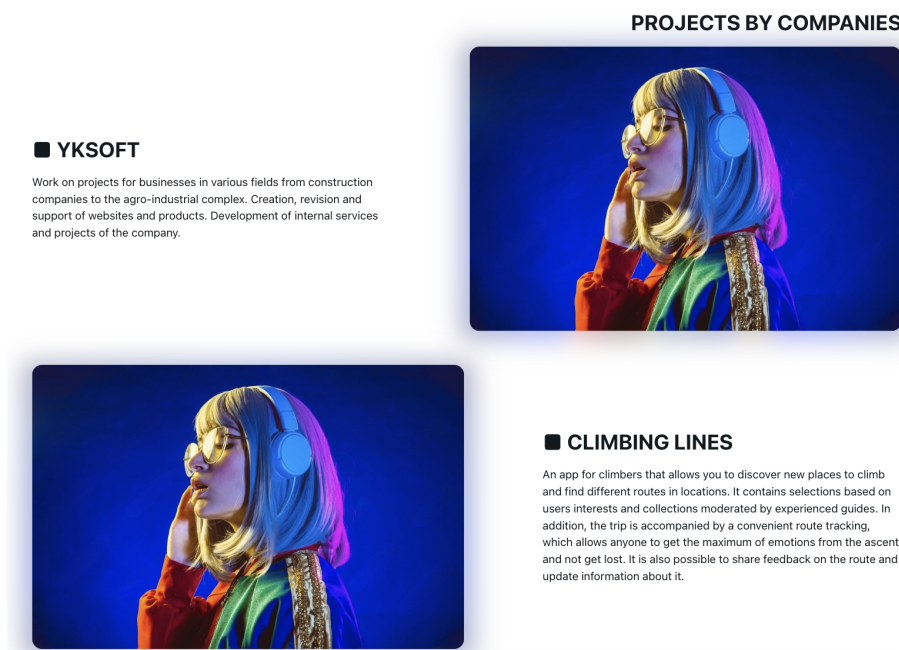 PROJECTS BY COMPANIES
YKSOFT
Work on projects for businesses in various fields from construction
companies to the agro-industrial complex. Creation, revision and
support of websites and products. Development of internal services
and projects of the company.
CLIMBING LINES
An app for climbers that allows you to discover new places to climb
and find different routes in locations. It contains selections based on
users interests and collections moderated by experienced guides. In
addition, the trip is accompanied by a convenient route tracking,
which allows anyone to get the maximum of emotions from the ascent
and not get lost. It is also possible to share feedback on the route and
update information about it.